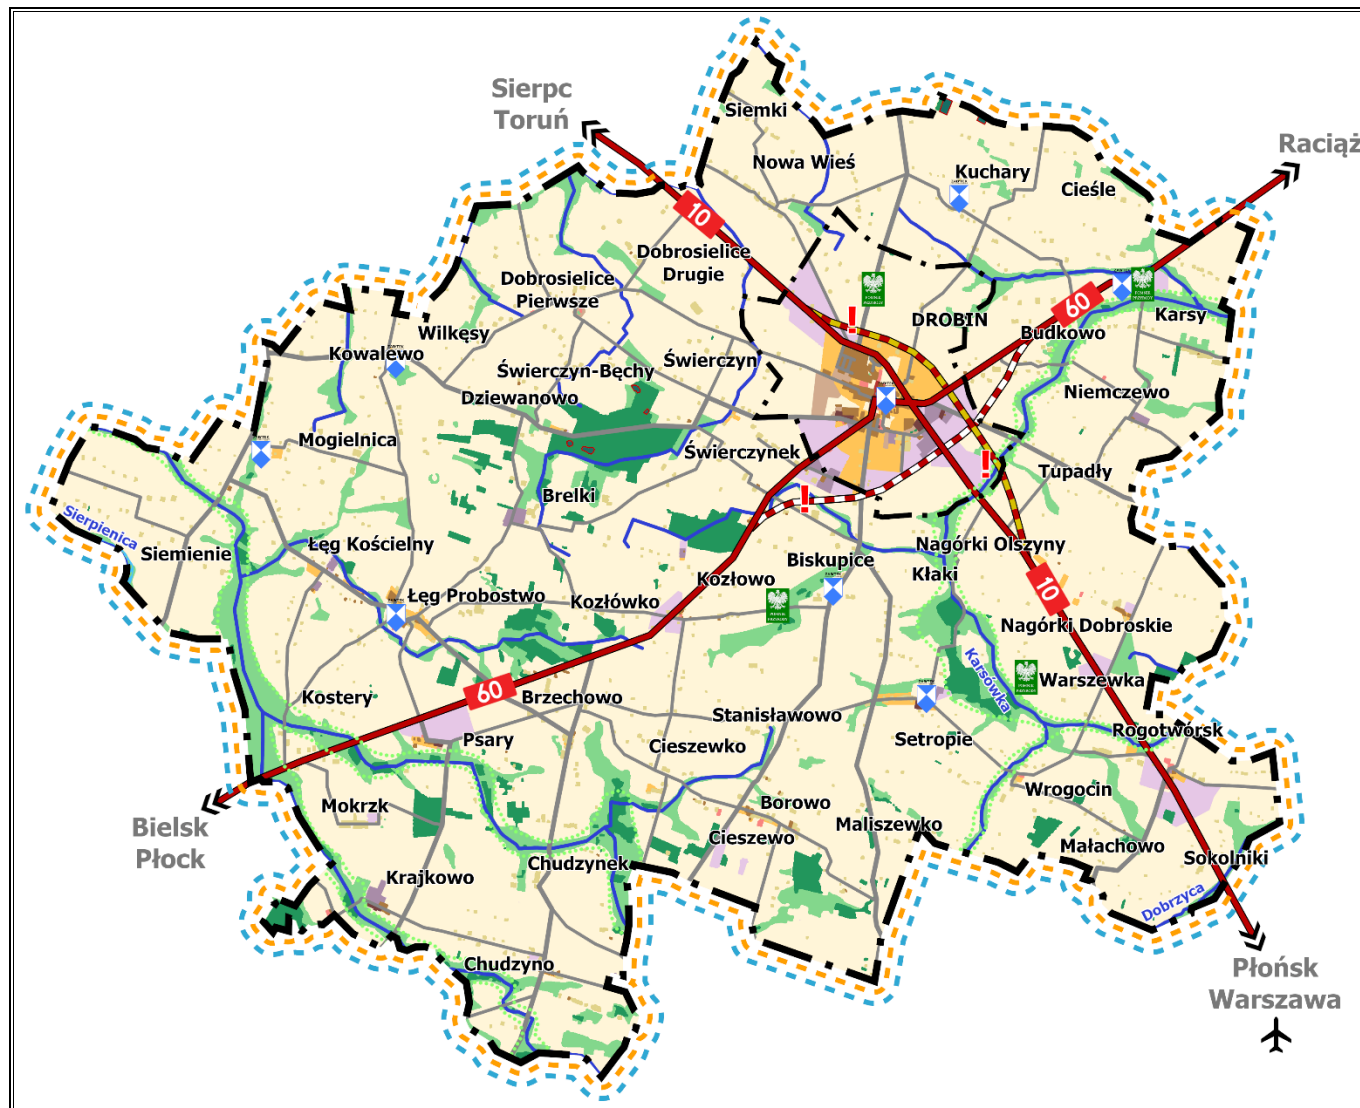 Sierpc
Toruń
Siemki
Nowa Wieś
Kuchary
Cieśle
Raciąż
10
Dobrosielice
Drugie
Dobrosielice
Pierwsze
DROBIN
60
Karsy
Budkowo
Wilkęsy
Kowalewo
Świerczyn-Bęchy
Świerczyn
Dziewanowo
Niemczewo
Mogielnica
Świerczynek
Tupadły
Brelki
Sierpienica
Siemienie
Łęg Kościelny
Nagórki Olszyny
Biskupice
Kłaki
Kozłowo
10
Łęg Probostwo
Kozłówko
Nagórki Dobroskie
Karsówka
Warszewka
Kostery
60
Brzechowo
Stanisławowo
Rogotwórsk
Psary
Cieszewko
Setropie
Mokrzk
Borowo
Wrogocin
Bielsk
Płock
Cieszewo
Maliszewko
Małachowo
Sokolniki
Chudzynek
Krajkowo
Dobrzyca
Chudzyno
Płońsk
Warszawa